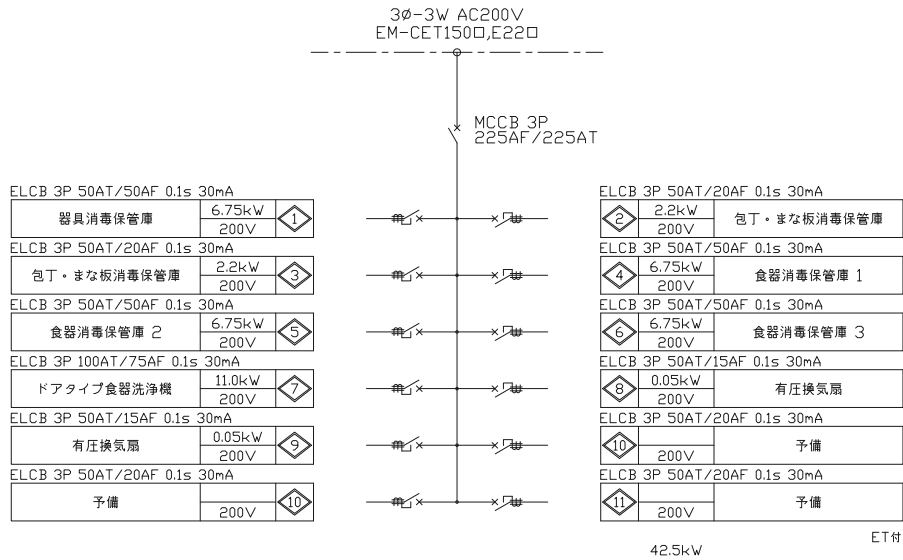 3φ-3W AC200V
EM-CET150□,E22□
MCCB 3P
225AF/225AT
ELCB 3P 50AT/50AF 0.1s 30mA
器具消毒保管庫 6.75kW 200V 1
ELCB 3P 50AT/20AF 0.1s 30mA
2 2.2kW 200V 包丁・まな板消毒保管庫
ELCB 3P 50AT/20AF 0.1s 30mA
包丁・まな板消毒保管庫 2.2kW 200V 3
ELCB 3P 50AT/50AF 0.1s 30mA
4 6.75kW 200V 食器消毒保管庫 1
ELCB 3P 50AT/50AF 0.1s 30mA
食器消毒保管庫 2 6.75kW 200V 5
ELCB 3P 50AT/50AF 0.1s 30mA
6 6.75kW 200V 食器消毒保管庫 3
ELCB 3P 100AT/75AF 0.1s 30mA
ドアタイプ食器洗浄機 11.0kW 200V 7
ELCB 3P 50AT/15AF 0.1s 30mA
8 0.05kW 200V 有圧換気扇
ELCB 3P 50AT/15AF 0.1s 30mA
有圧換気扇 0.05kW 200V 9
ELCB 3P 50AT/20AF 0.1s 30mA
10 200V 予備
ELCB 3P 50AT/20AF 0.1s 30mA
予備 200V 10
ELCB 3P 50AT/20AF 0.1s 30mA
11 200V 予備
ET付
42.5kW